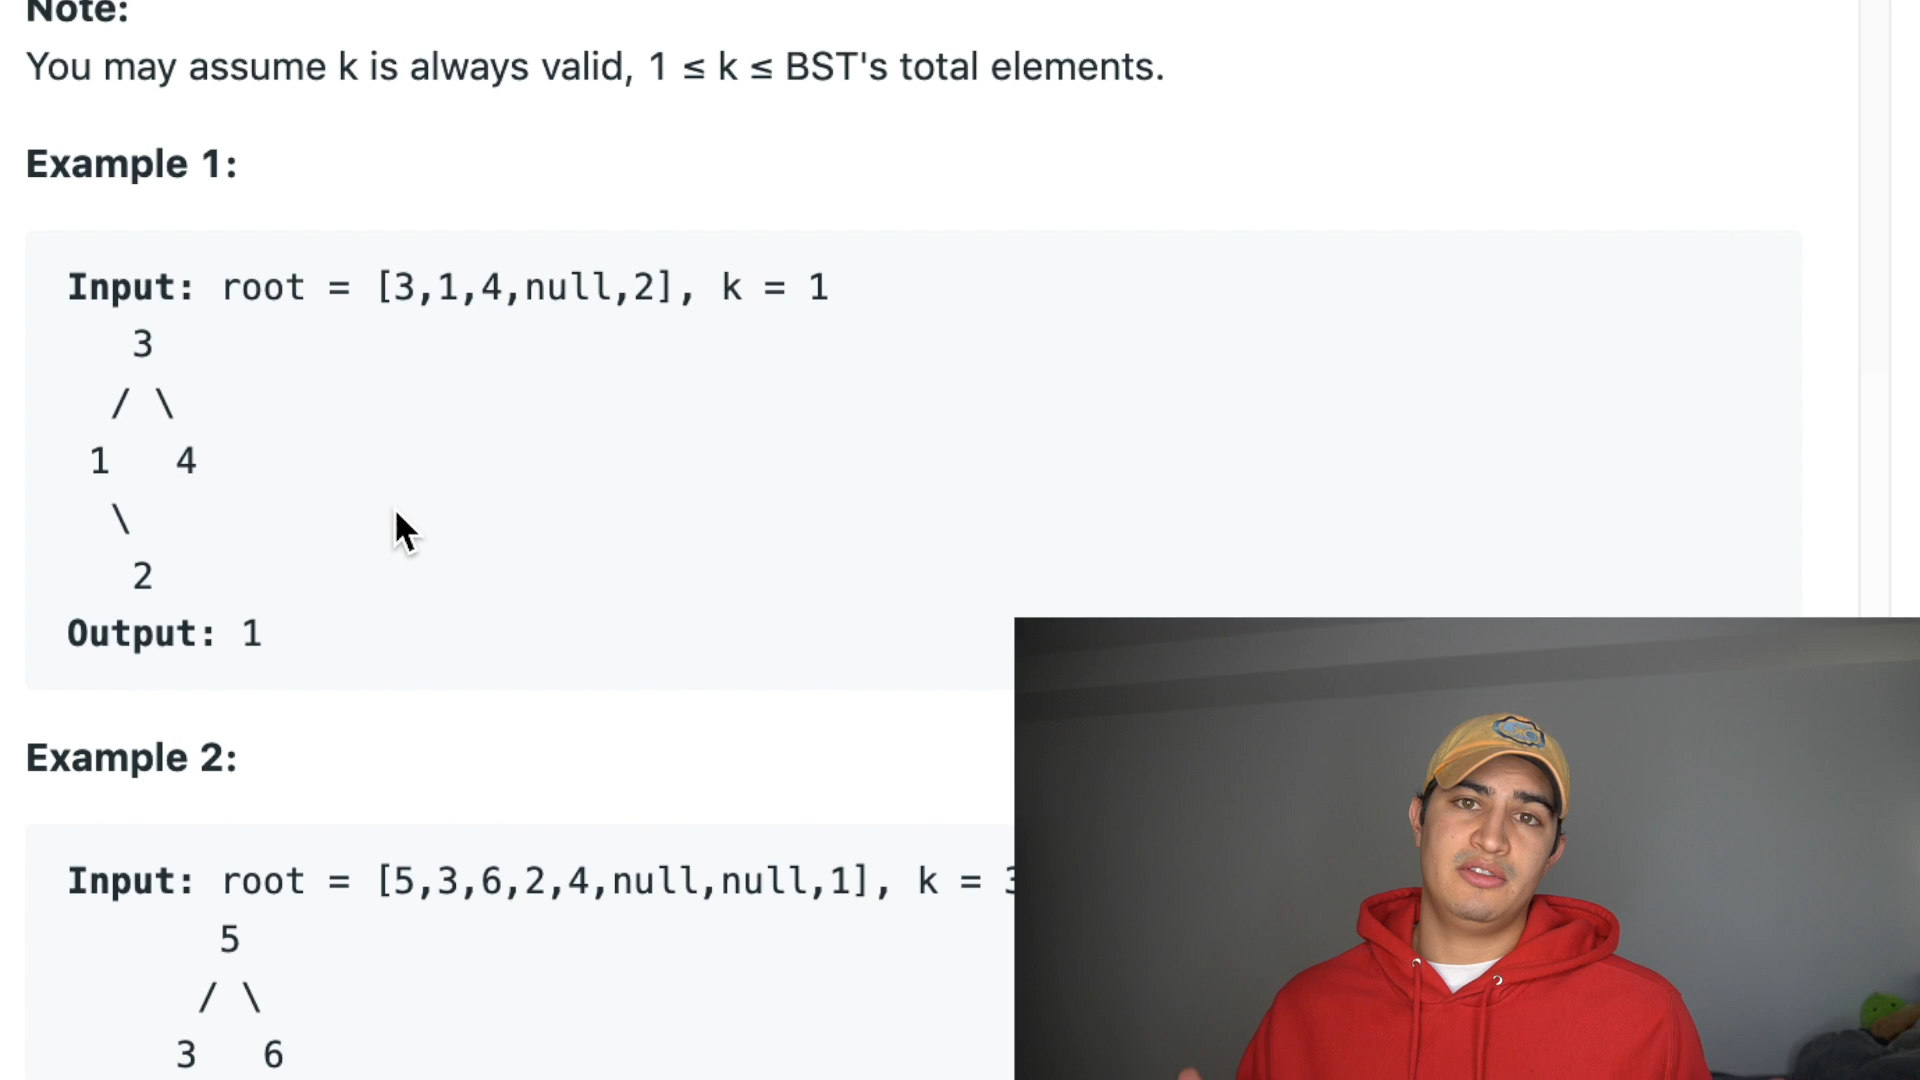 Note:
You may assume k is always valid, 1 ≤ k ≤ BST's total elements.
Example 1:
Input: root = [3,1,4,null,2], k = 1
3
/ \
1 4
\
2
Output: 1
Example 2:
Input: root = [5,3,6,2,4,null,null,1], k = 3
5
/ \
3 6